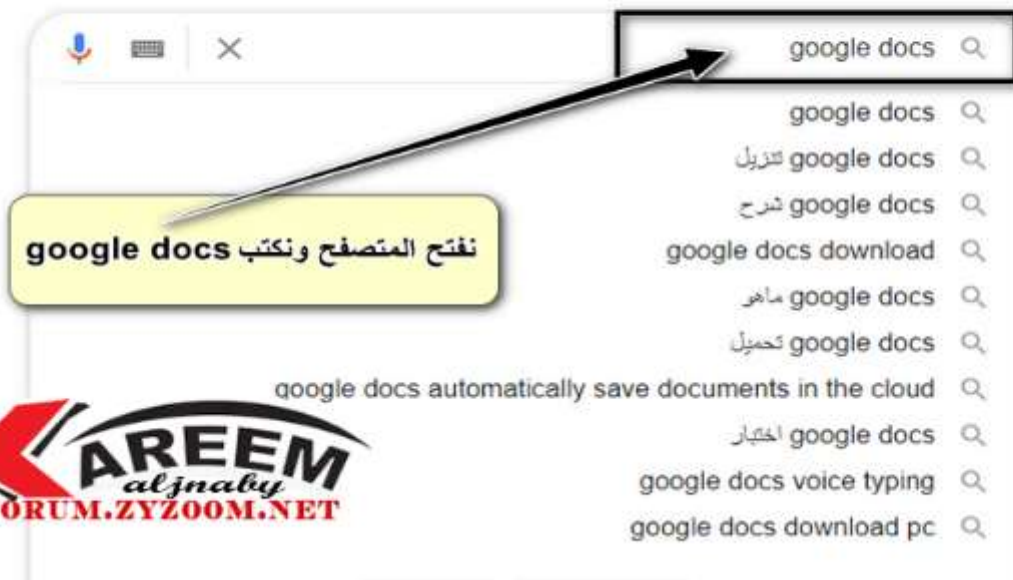 google docs
google docs
google docs تنزيل
google docs شرح
نفتح المتصفح ونكتب google docs
google docs download
google docs ماهو
google docs تحميل
google docs automatically save documents in the cloud
google docs اختبار
google docs voice typing
google docs download pc
KAREEM
aljnaby
ORUM.ZYZOOM.NET